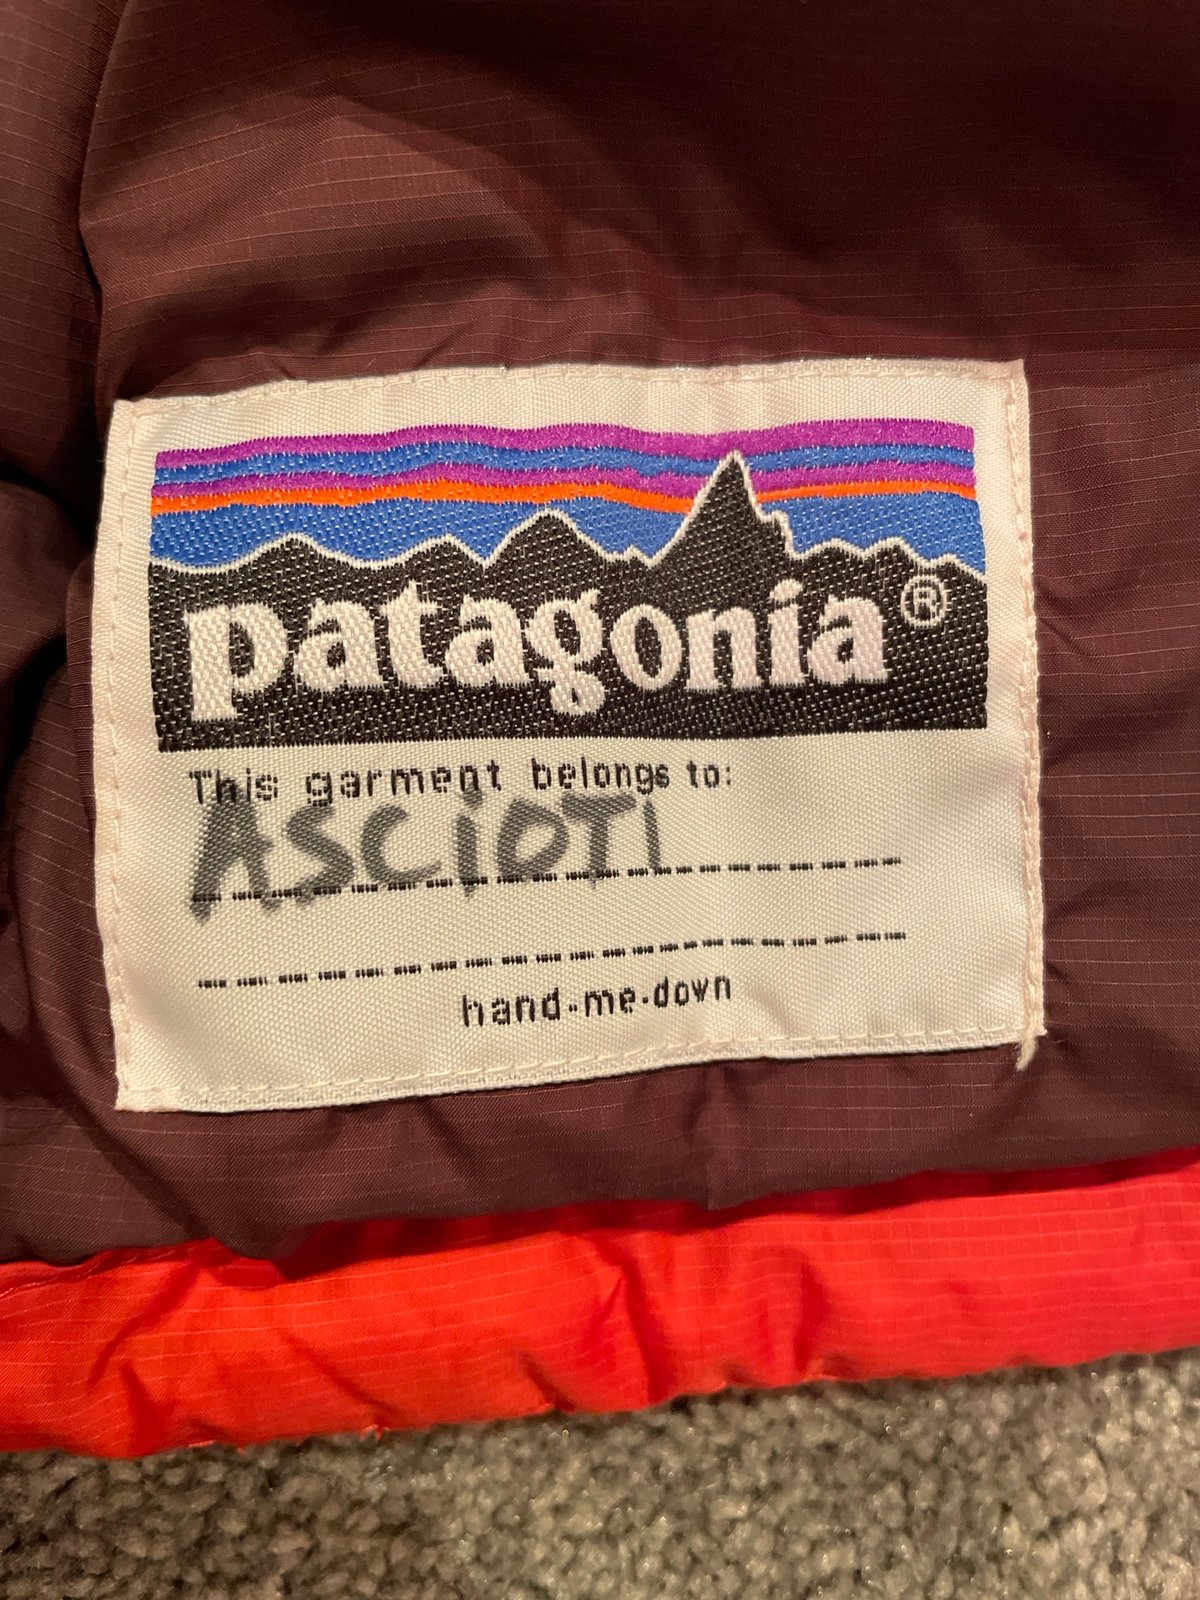 patagonia®
This garment belongs to:
ASCiOTI
hand-me-down